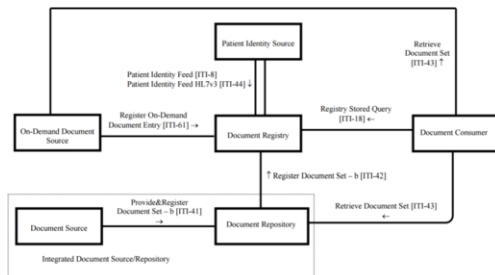 Patient Identity Source
Retrieve
Document Set
[ITI-43] ↑
Patient Identity Feed [ITI-8]
Patient Identity Feed HL7v3 [ITI-44] ↓
Register On-Demand
Document Entry [ITI-61] →
Registry Stored Query
[ITI-18] ←
On-Demand Document
Source
Document Registry
Document Consumer
↑ Register Document Set – b [ITI-42]
Provide&Register
Document Set – b [ITI-41]
→
Retrieve Document Set [ITI-43]
←
Document Source
Document Repository
Integrated Document Source/Repository